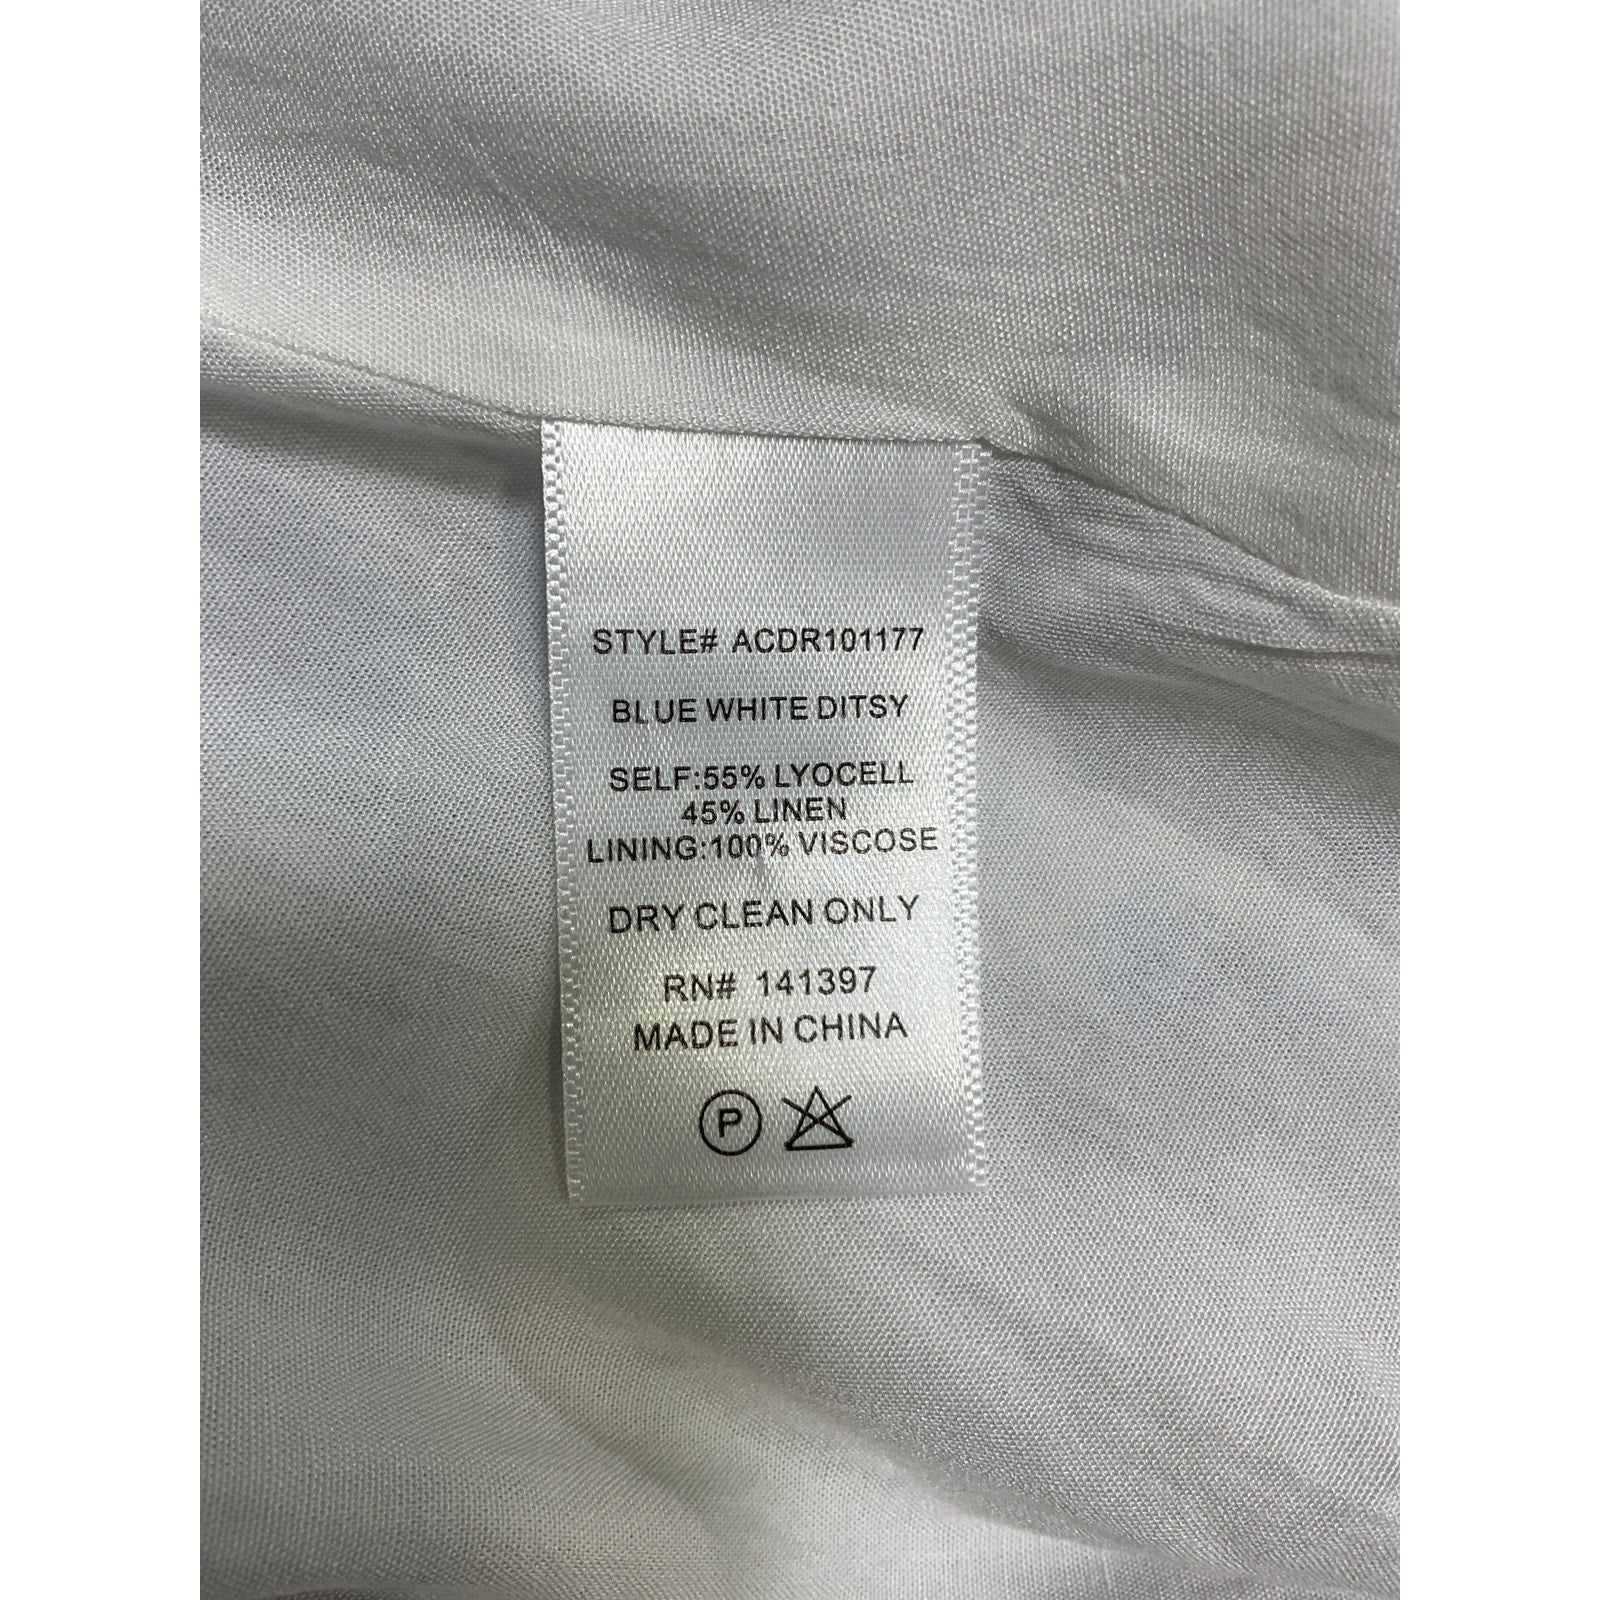 STYLE# ACDR101177
BLUE WHITE DITSY
SELF:55% LYOCELL
45% LINEN
LINING:100% VISCOSE
DRY CLEAN ONLY
RN# 141397
MADE IN CHINA
P